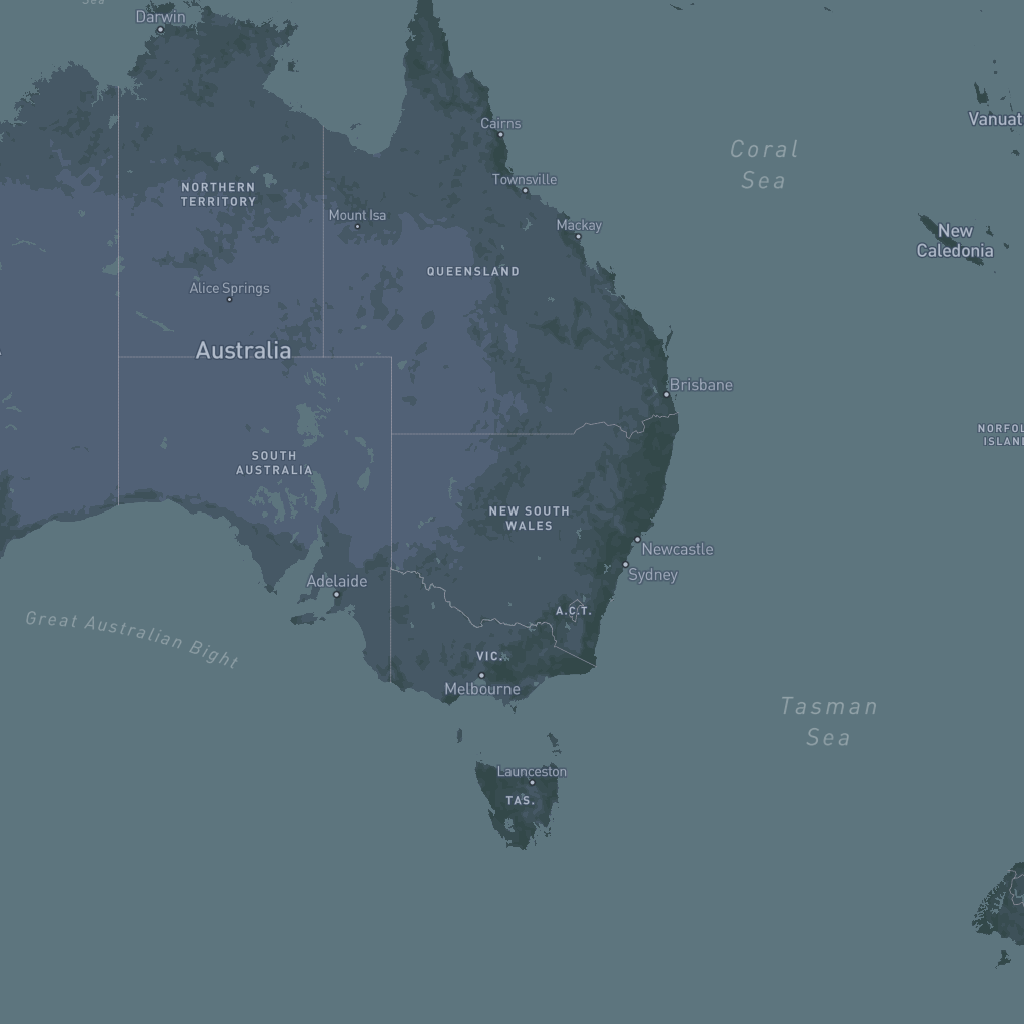 Sea
Darwin
Vanuat
Cairns
Coral
Sea
Townsville
NORTHERN
TERRITORY
Mount Isa
Mackay
New
Caledonia
QUEENSLAND
Alice Springs
Australia
Brisbane
NORFOL
ISLAN
SOUTH
AUSTRALIA
NEW SOUTH
WALES
Newcastle
Sydney
Adelaide
A.C.T.
Great Australian Bight
VIC.
Melbourne
Tasman
Sea
Launceston
TAS.